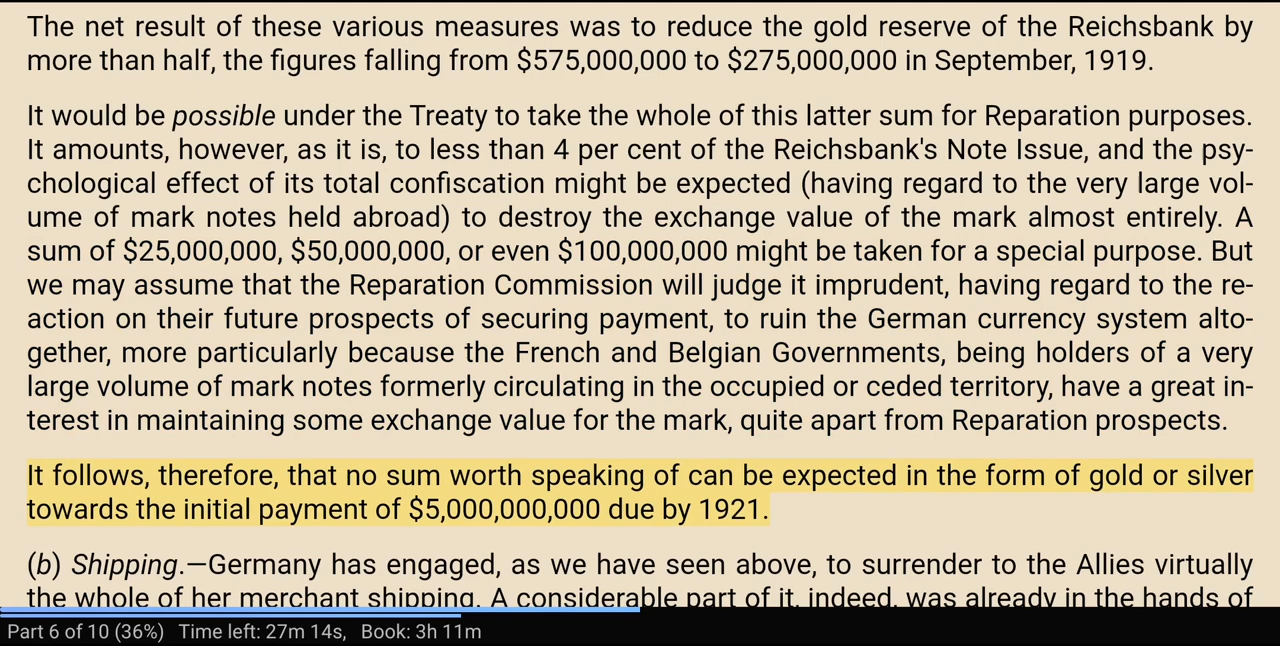 The net result of these various measures was to reduce the gold reserve of the Reichsbank by
more than half, the figures falling from $575,000,000 to $275,000,000 in September, 1919.
It would be possible under the Treaty to take the whole of this latter sum for Reparation purposes.
It amounts, however, as it is, to less than 4 per cent of the Reichsbank's Note Issue, and the psy-
chological effect of its total confiscation might be expected (having regard to the very large vol-
ume of mark notes held abroad) to destroy the exchange value of the mark almost entirely. A
sum of $25,000,000, $50,000,000, or even $100,000,000 might be taken for a special purpose. But
we may assume that the Reparation Commission will judge it imprudent, having regard to the re-
action on their future prospects of securing payment, to ruin the German currency system alto-
gether, more particularly because the French and Belgian Governments, being holders of a very
large volume of mark notes formerly circulating in the occupied or ceded territory, have a great in-
terest in maintaining some exchange value for the mark, quite apart from Reparation prospects.
It follows, therefore, that no sum worth speaking of can be expected in the form of gold or silver
towards the initial payment of $5,000,000,000 due by 1921.
(b) Shipping.—Germany has engaged, as we have seen above, to surrender to the Allies virtually
the whole of her merchant shipping. A considerable part of it, indeed, was already in the hands of
Part 6 of 10 (36%) Time left: 27m 14s, Book: 3h 11m